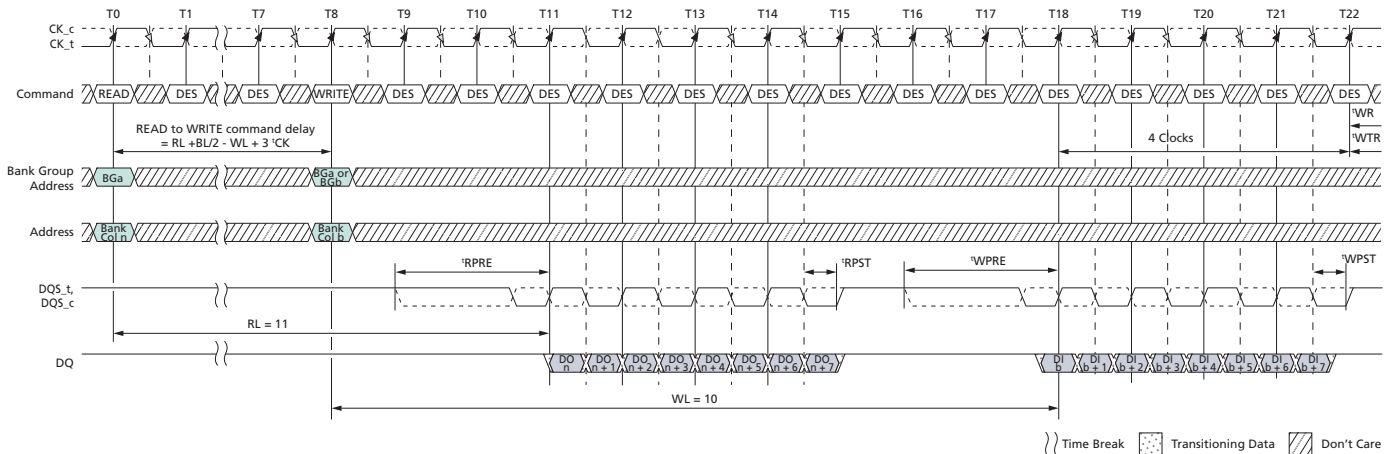 T0 T1 T7 T8 T9 T10 T11 T12 T13 T14 T15 T16 T17 T18 T19 T20 T21 T22
CK_c
CK_t
Command READ DES DES WRITE DES DES DES DES DES DES DES DES DES DES DES DES DES DES
READ to WRITE command delay
= RL +BL/2 - WL + 3 tCK
tWR
4 Clocks tWTR
Bank Group
Address
BGa BGa or
BGb
Address Bank
Col n
Bank
Col b
tRPRE tRPST tWPRE tWPST
DQS_t,
DQS_c
RL = 11
DQ
DO
n
DO
n + 1
DO
n + 2
DO
n + 3
DO
n + 4
DO
n + 5
DO
n + 6
DO
n + 7
DI
b
DI
b + 1
DI
b + 2
DI
b + 3
DI
b + 4
DI
b + 5
DI
b + 6
DI
b + 7
WL = 10
Time Break Transitioning Data Don't Care